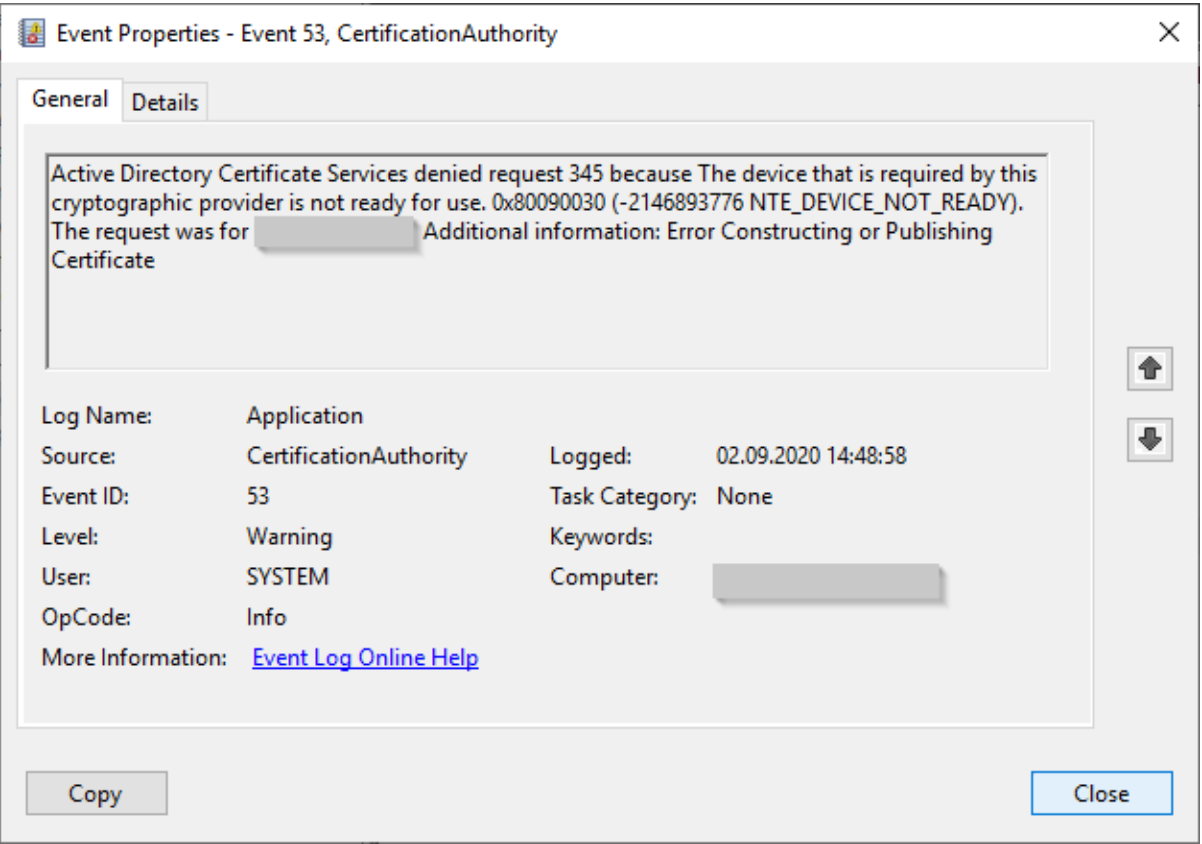 Event Properties - Event 53, CertificationAuthority
General
Details
Active Directory Certificate Services denied request 345 because The device that is required by this
cryptographic provider is not ready for use. 0x80090030 (-2146893776 NTE_DEVICE_NOT_READY).
The request was for Additional information: Error Constructing or Publishing
Certificate
Log Name: Application
Source: CertificationAuthority Logged: 02.09.2020 14:48:58
Event ID: 53 Task Category: None
Level: Warning Keywords:
User: SYSTEM Computer:
OpCode: Info
More Information: Event Log Online Help
Copy
Close